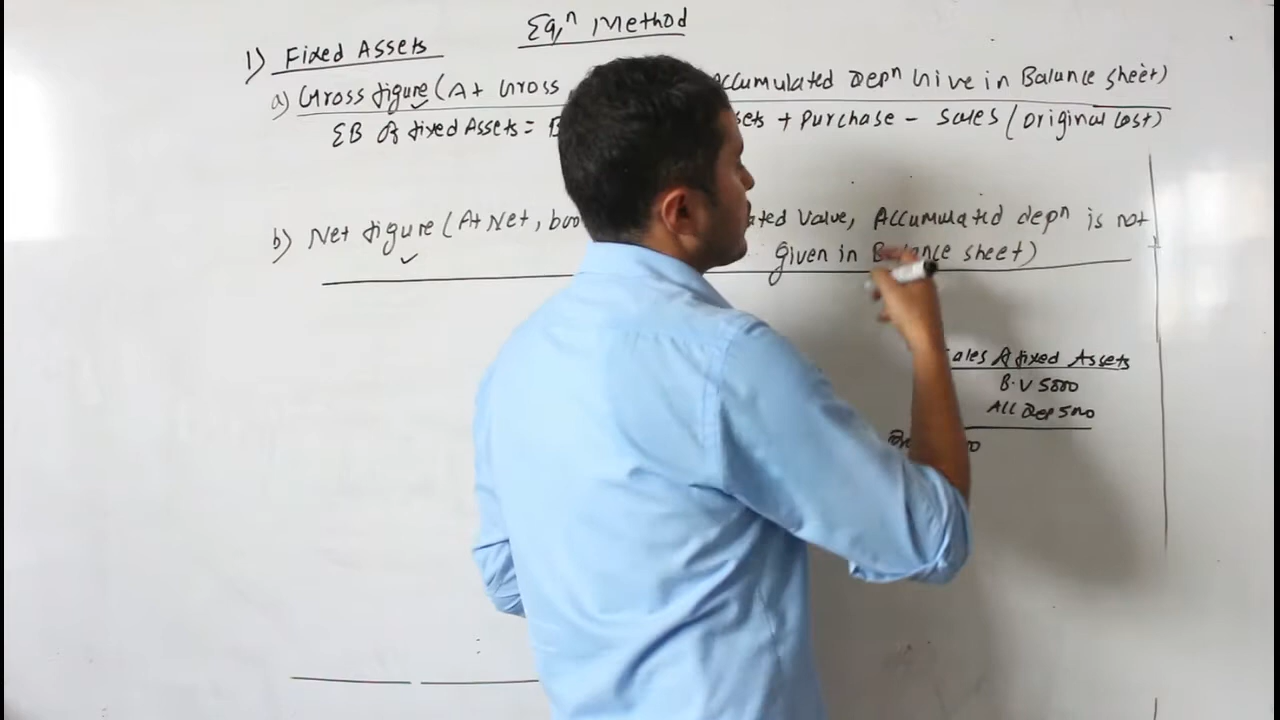 Eqⁿ Method
1) Fixed Assets
a) Gross figure (At Gross Accumulated Depⁿ Give in Balance sheet)
EB of fixed Assets = B sets + Purchase - Sales (original Cost)
b) Net figure (At Net, boo ated Value, Accumulated depⁿ is not
given in Balance sheet)
ales of fixed Assets
B.V 5000
Acc Dep 5000